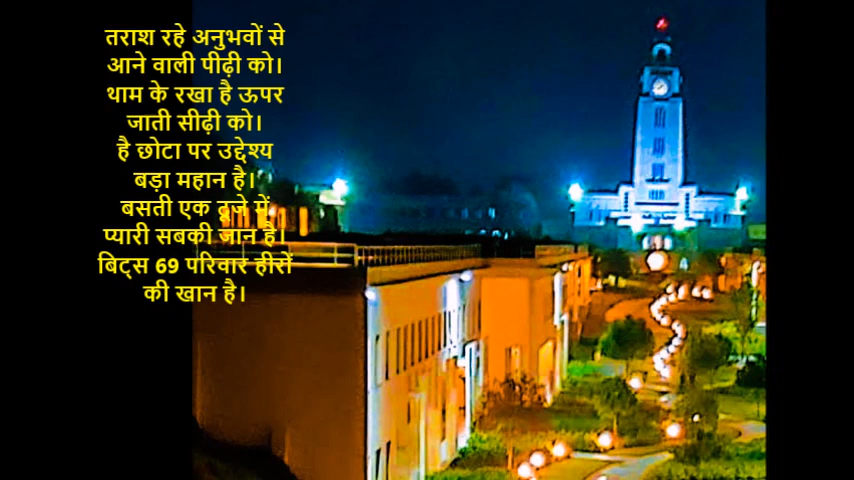 तराश रहे अनुभवों से
आने वाली पीढ़ी को।
थाम के रखा है ऊपर
जाती सीढ़ी को।
है छोटा पर उद्देश्य
बड़ा महान है।
बसती एक दूजे में
प्यारी सबकी जान है।
बिट्स 69 परिवार हीरों
की खान है।